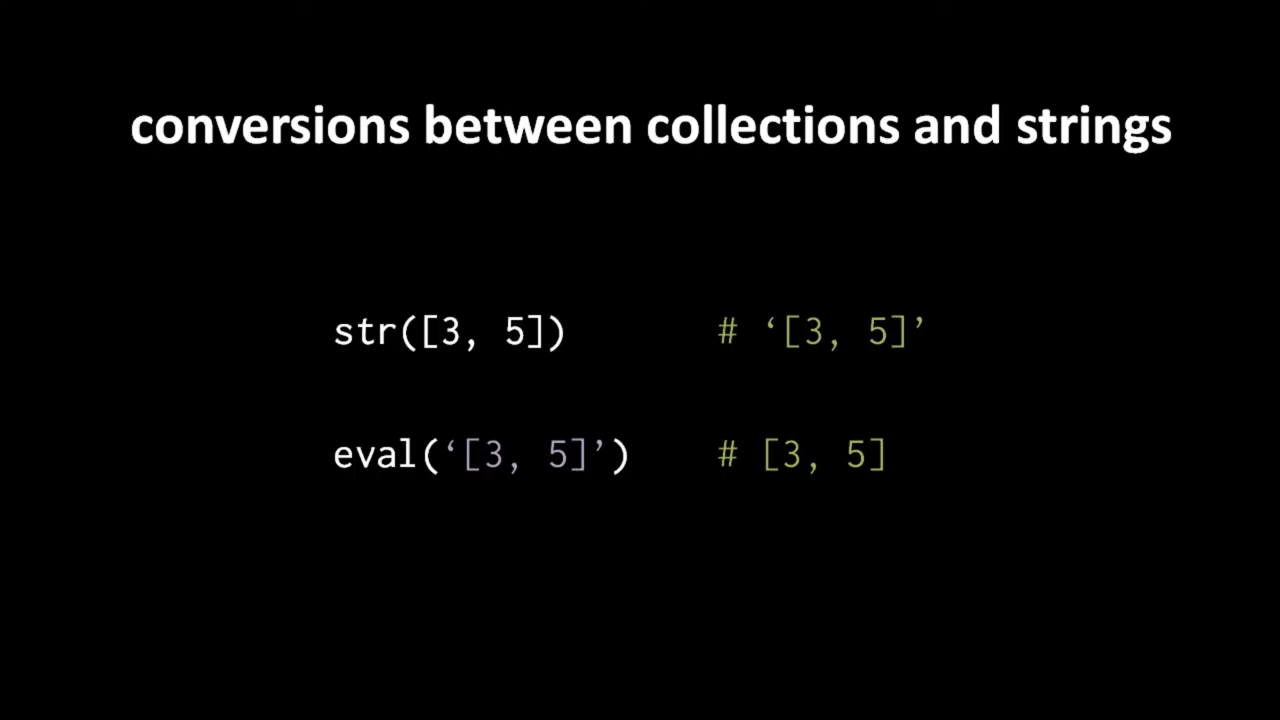 conversions between collections and strings
str([3, 5]) # ‘[3, 5]’
eval(‘[3, 5]’) # [3, 5]